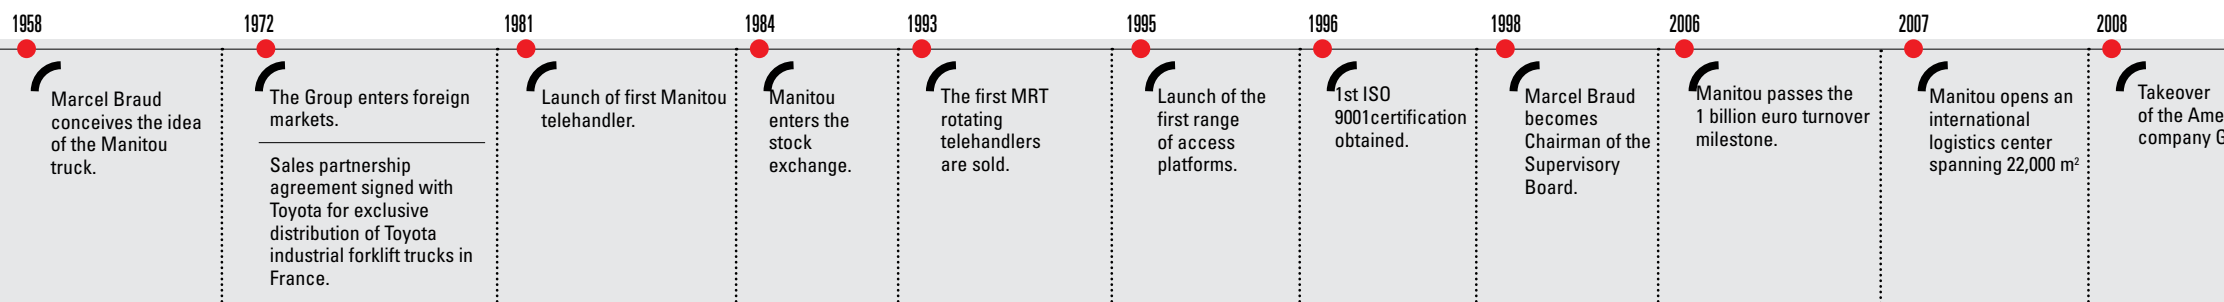 1958
Marcel Braud
conceives the idea
of the Manitou
truck.
1972
The Group enters foreign
markets.
Sales partnership
agreement signed with
Toyota for exclusive
distribution of Toyota
industrial forklift trucks in
France.
1981
Launch of first Manitou
telehandler.
1984
Manitou
enters the
stock
exchange.
1993
The first MRT
rotating
telehandlers
are sold.
1995
Launch of the
first range
of access
platforms.
1996
1st ISO
9001certification
obtained.
1998
Marcel Braud
becomes
Chairman of the
Supervisory
Board.
2006
Manitou passes the
1 billion euro turnover
milestone.
2007
Manitou opens an
international
logistics center
spanning 22,000 m²
2008
Takeover
of the
company